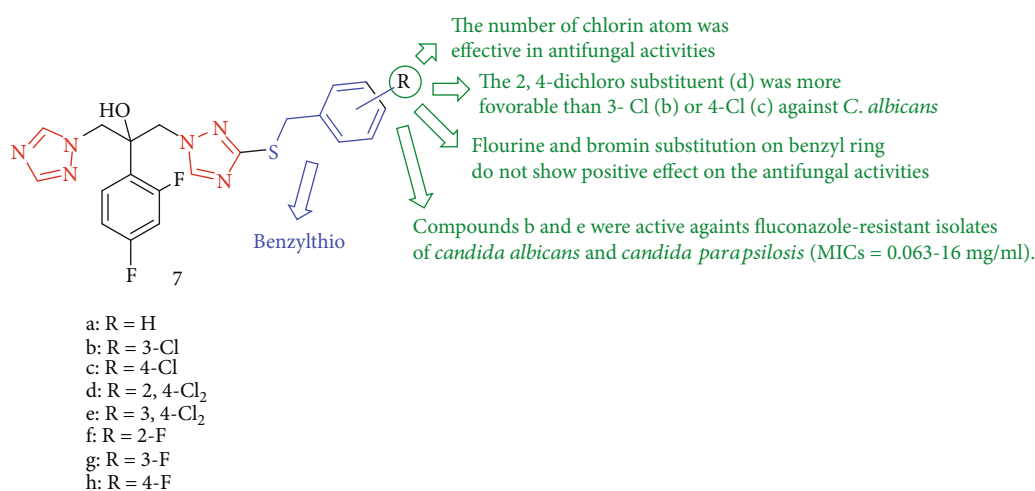 The number of chlorin atom was
effective in antifungal activities
R
The 2, 4-dichloro substituent (d) was more
fovorable than 3- Cl (b) or 4-Cl (c) against C. albicans
HO
N
N
N
N
N
N
S
F
Flourine and bromin substitution on benzyl ring
do not show positive effect on the antifungal activities
Benzylthio
Compounds b and e were active againts fluconazole-resistant isolates
of candida albicans and candida parapsilosis (MICs = 0.063-16 mg/ml).
F
7
a: R = H
b: R = 3-Cl
c: R = 4-Cl
d: R = 2, 4-Cl₂
e: R = 3, 4-Cl₂
f: R = 2-F
g: R = 3-F
h: R = 4-F